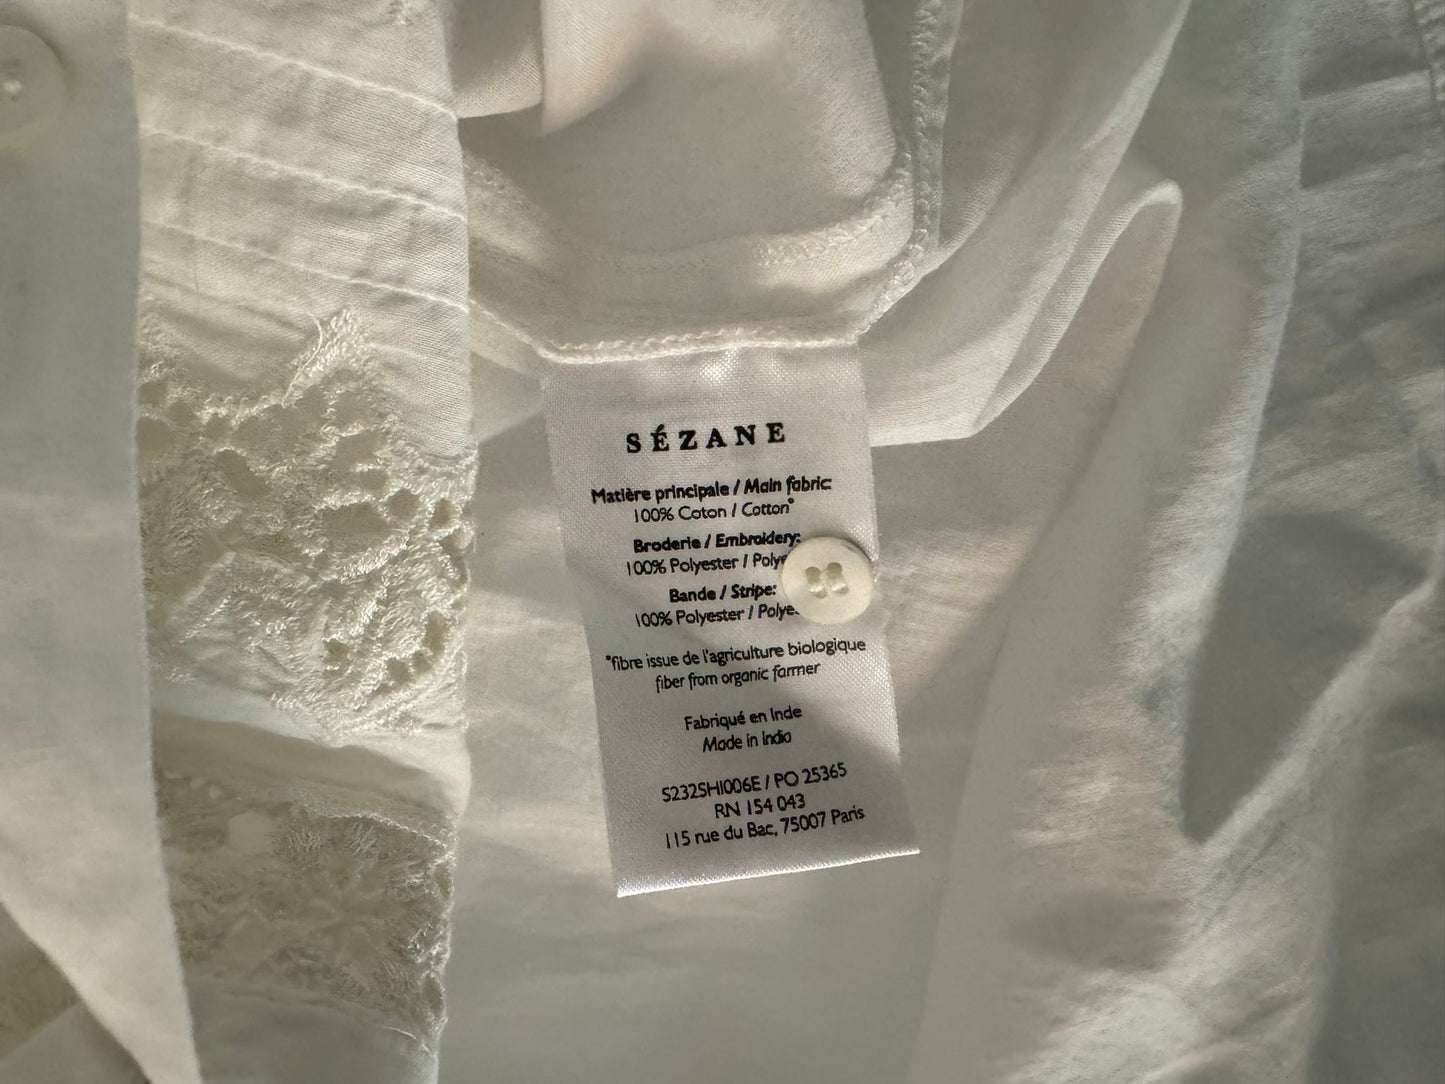 SÉZANE
Matière principale / Main fabric
100% Coton / Cotton*
Broderie / Embroidery:
100% Polyester /
Bande / Stripe:
100% Polyester /
*fibre issue de l'agriculture biologique
fiber from organic farmer
Fabriqué en Inde
Made in India
S232SHI006E / PO 25365
RN 154 043
115 rue du Bac, 75007 Paris